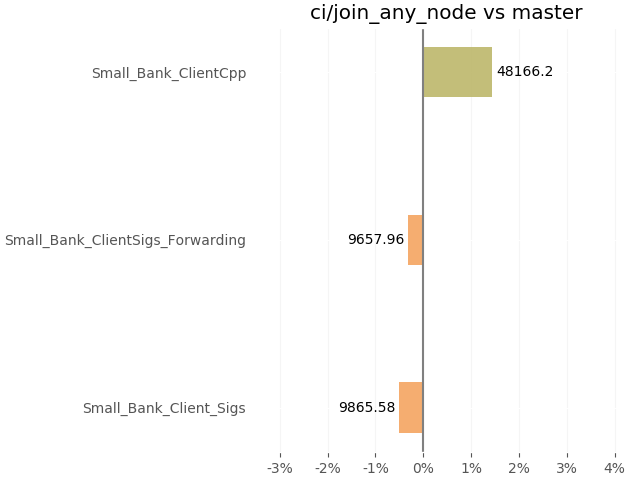 ci/join_any_node vs master
Small_Bank_ClientCpp
48166.2
Small_Bank_ClientSigs_Forwarding
9657.96
Small_Bank_Client_Sigs
9865.58
-3% -2% -1% 0% 1% 2% 3% 4%